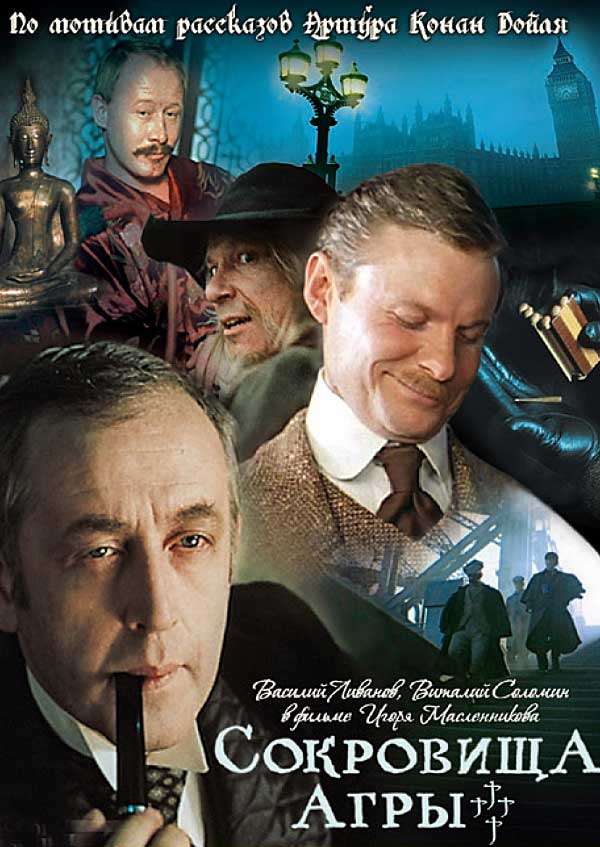 По мотивам рассказов Артура Конан Дойля
Василий Ливанов, Виталий Соломин
в фильме Игоря Масленникова
Сокровища
Агры